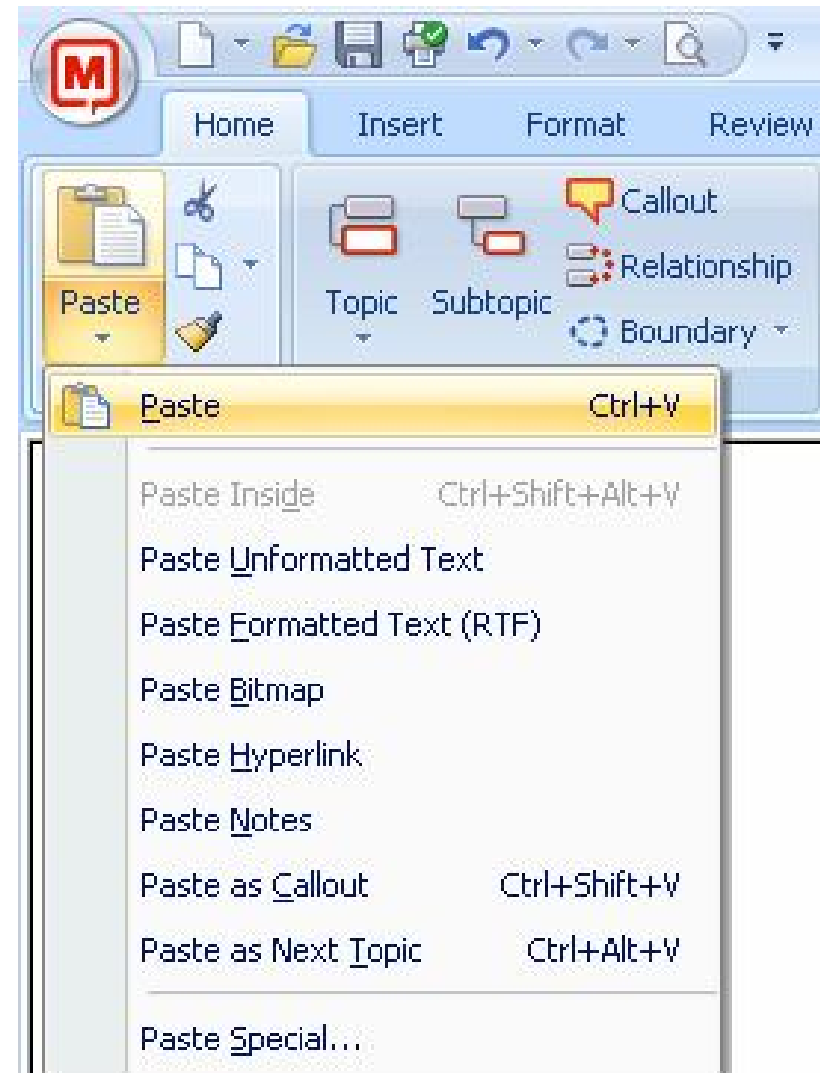 M
Home Insert Format Review
Callout
Relationship
Paste Topic Subtopic
Boundary
Paste Ctrl+V
Paste Inside Ctrl+Shift+Alt+V
Paste Unformatted Text
Paste Formatted Text (RTF)
Paste Bitmap
Paste Hyperlink
Paste Notes
Paste as Callout Ctrl+Shift+V
Paste as Next Topic Ctrl+Alt+V
Paste Special...